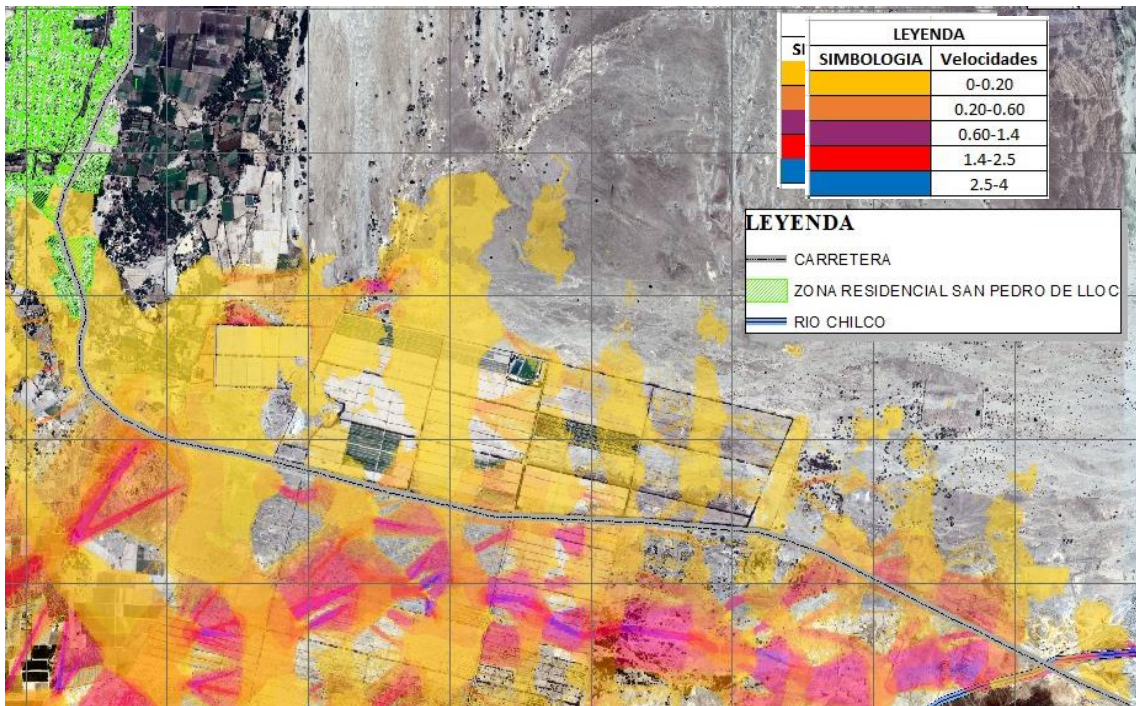 LEYENDA
SI
SIMBOLOGIA Velocidades
0-0.20
0.20-0.60
0.60-1.4
1.4-2.5
2.5-4
LEYENDA
CARRETERA
ZONA RESIDENCIAL SAN PEDRO DE LLOC
RIO CHILCO